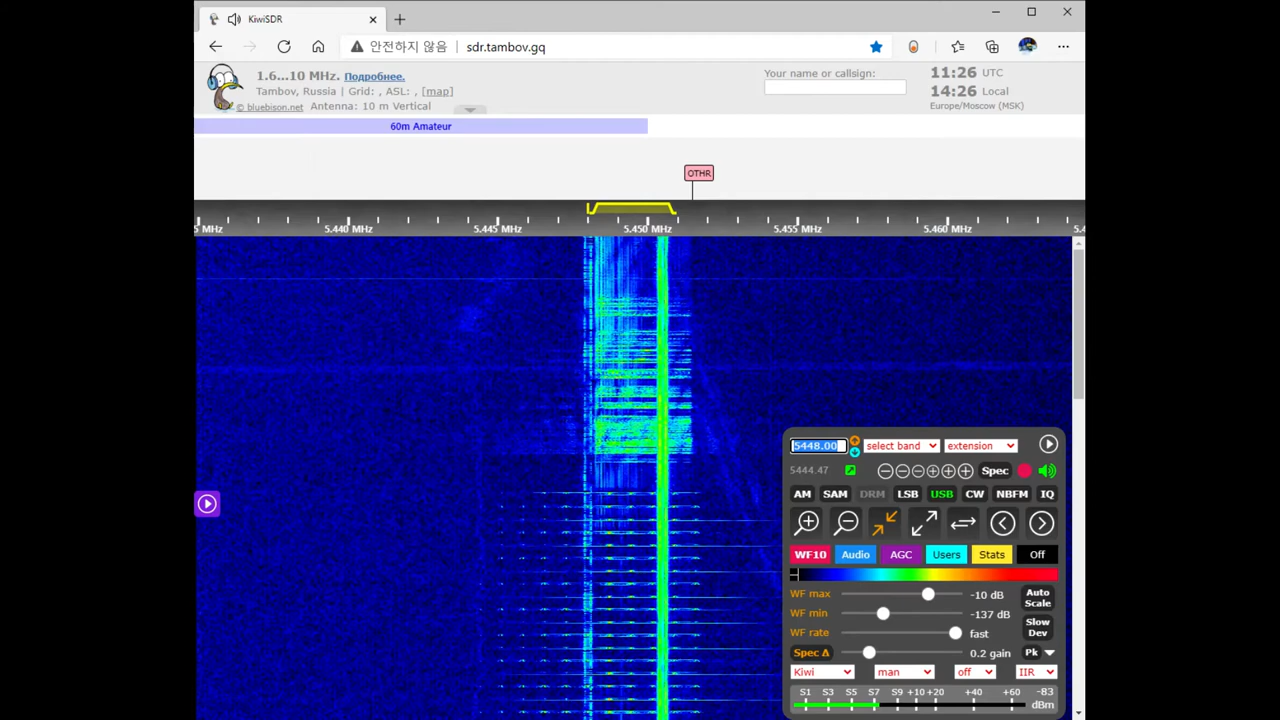 KiwiSDR
안전하지 않음 sdr.tambov.gq
1.6...10 MHz. Подробнее.
Tambov, Russia | Grid: , ASL: , [map]
© bluebison.net Antenna: 10 m Vertical
Your name or callsign:
11:26 UTC
14:26 Local
Europe/Moscow (MSK)
60m Amateur
OTHR
5 MHz 5.440 MHz 5.445 MHz 5.450 MHz 5.455 MHz 5.460 MHz 5.4
5448.00 select band extension
5444.47 Spec
AM SAM DRM LSB USB CW NBFM IQ
WF10 Audio AGC Users Stats Off
WF max -10 dB Auto Scale
WF min -137 dB
WF rate fast Slow Dev
Spec Δ 0.2 gain Pk
Kiwi man off IIR
S1 S3 S5 S7 S9 +10 +20 +40 +60 -83
dBm